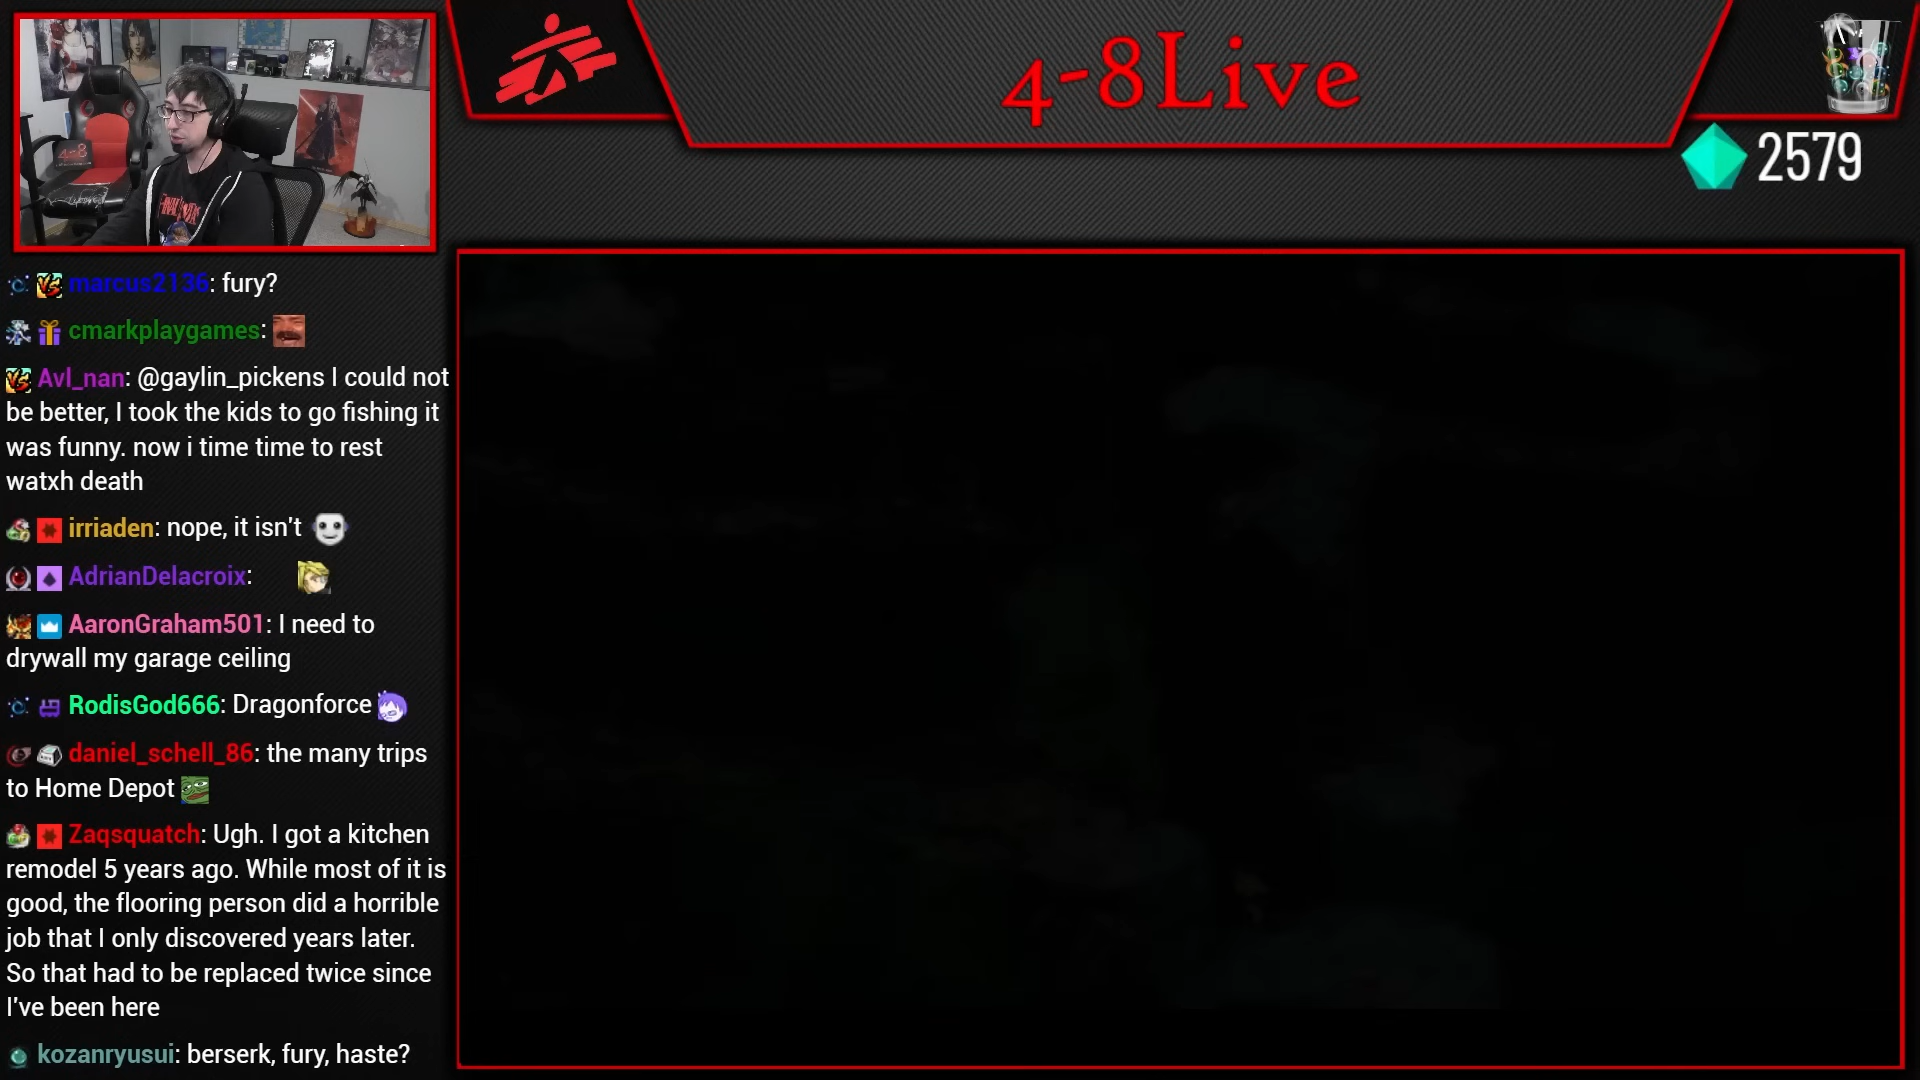 4-8Live
2579
4-8
marcus2136: fury?
cmarkplaygames:
Avl_nan: @gaylin_pickens I could not
be better, I took the kids to go fishing it
was funny. now i time time to rest
watxh death
irriaden: nope, it isn't
AdrianDelacroix:
AaronGraham501: I need to
drywall my garage ceiling
RodisGod666: Dragonforce
daniel_schell_86: the many trips
to Home Depot
Zaqsquatch: Ugh. I got a kitchen
remodel 5 years ago. While most of it is
good, the flooring person did a horrible
job that I only discovered years later.
So that had to be replaced twice since
I've been here
kozanryusui: berserk, fury, haste?